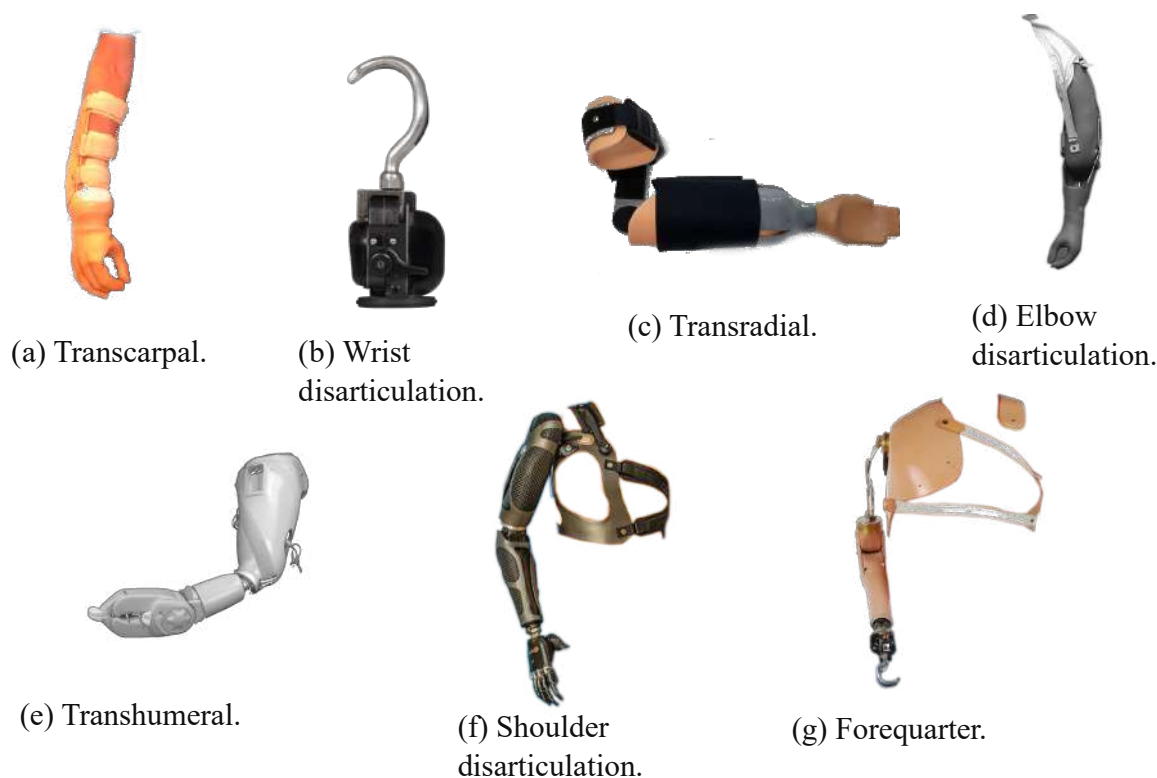 (a) Transcarpal.
(b) Wrist
disarticulation.
(c) Transradial.
(d) Elbow
disarticulation.
(e) Transhumeral.
(f) Shoulder
disarticulation.
(g) Forequarter.